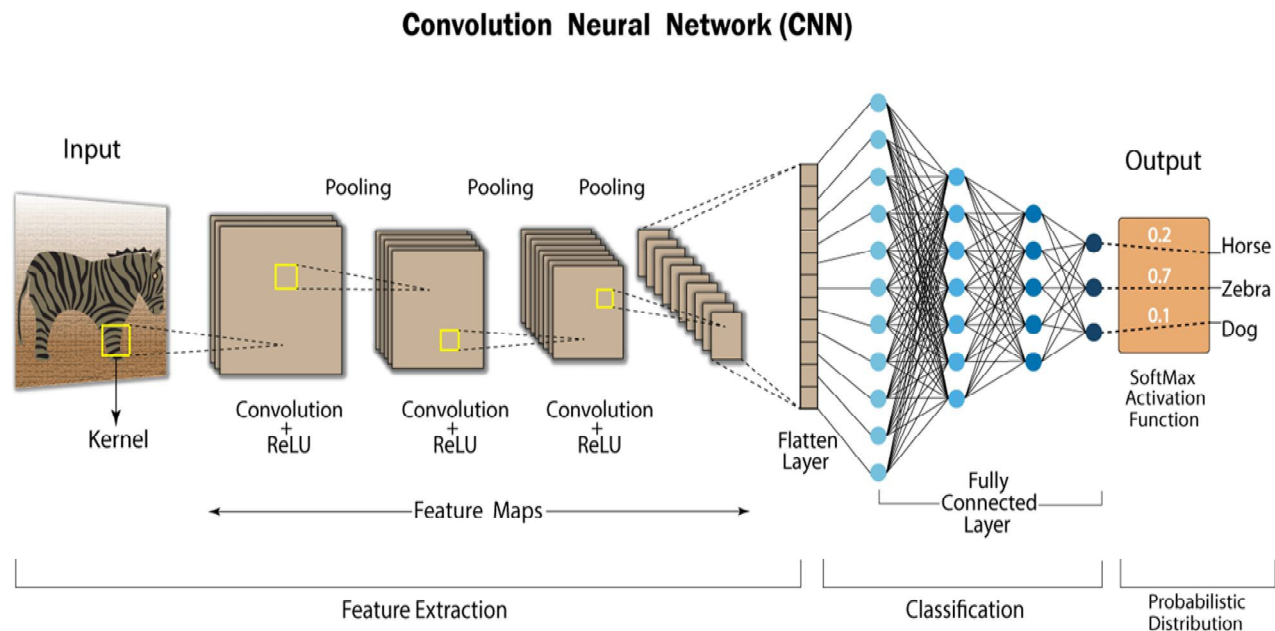 Convolution Neural Network (CNN)
Input
Pooling
Pooling
Pooling
Output
0.2
Horse
0.7
Zebra
0.1
Dog
SoftMax
Activation
Function
Kernel
Convolution
+
ReLU
Convolution
+
ReLU
Convolution
+
ReLU
Flatten
Layer
Fully
Connected
Layer
Feature Maps
Feature Extraction
Classification
Probabilistic
Distribution